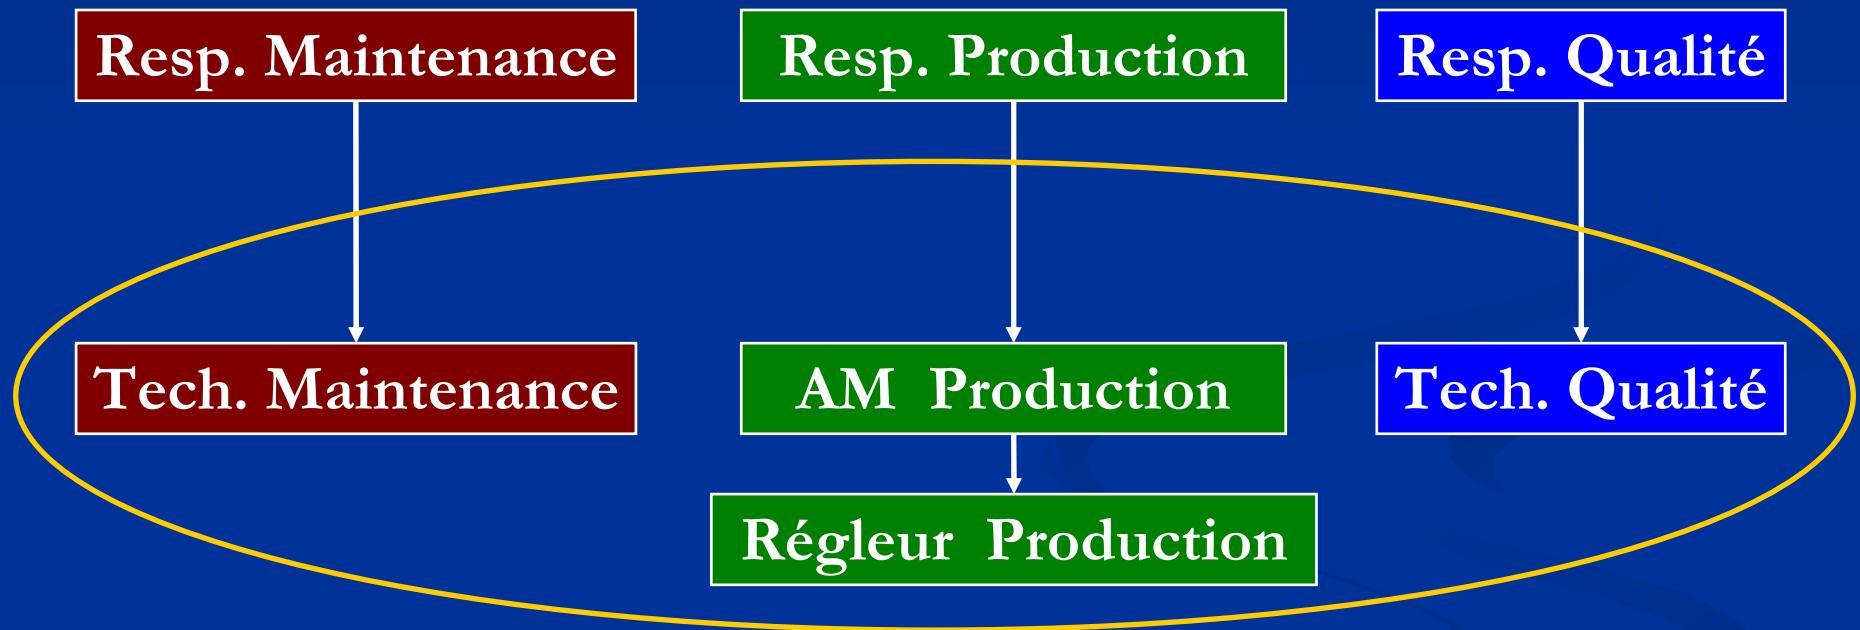 Resp. Maintenance
Resp. Production
Resp. Qualité
Tech. Maintenance
AM Production
Tech. Qualité
Régleur Production